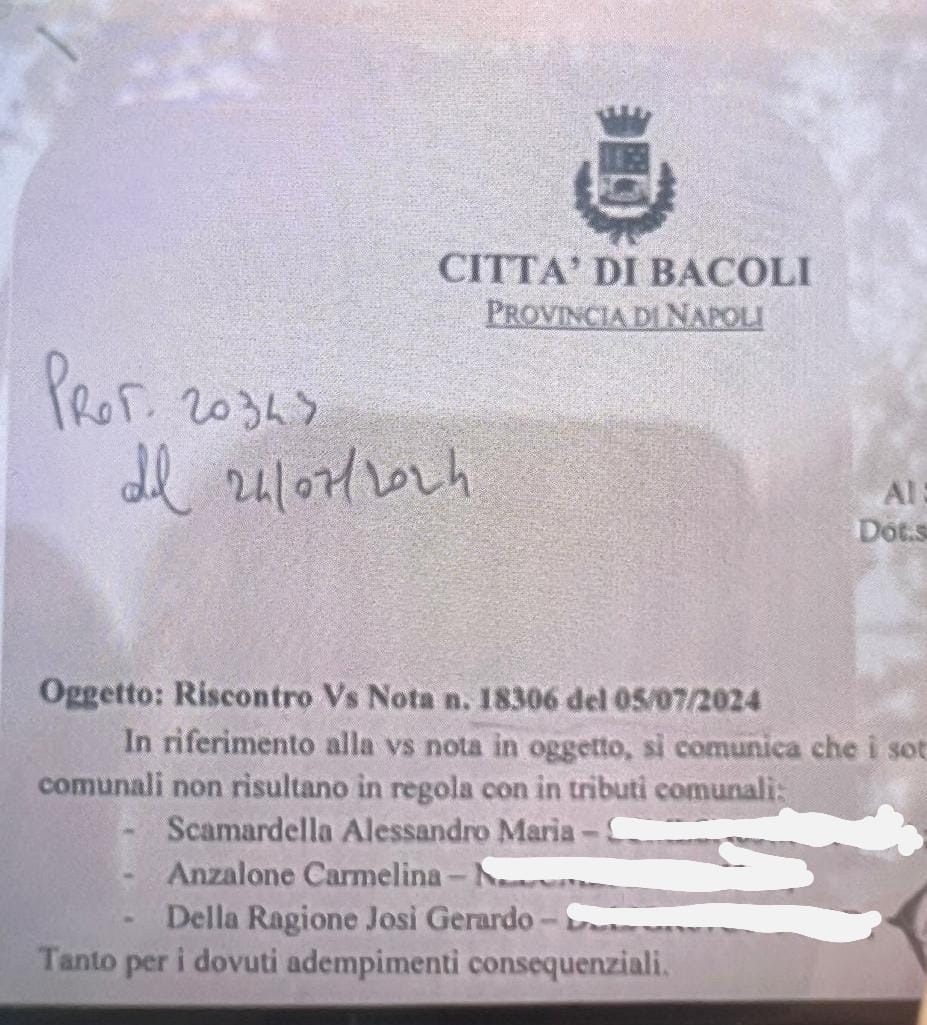 CITTA' DI BACOLI
PROVINCIA DI NAPOLI
PROT.
del 24/07/2024
Al
Dot.s
Oggetto: Riscontro Vs Nota n. 18306 del 05/07/2024
In riferimento alla vs nota in oggetto, si comunica che i sot
comunali non risultano in regola con in tributi comunali:
- Scamardella Alessandro Maria –
- Anzalone Carmelina –
- Della Ragione Josi Gerardo –
Tanto per i dovuti adempimenti consequenziali.